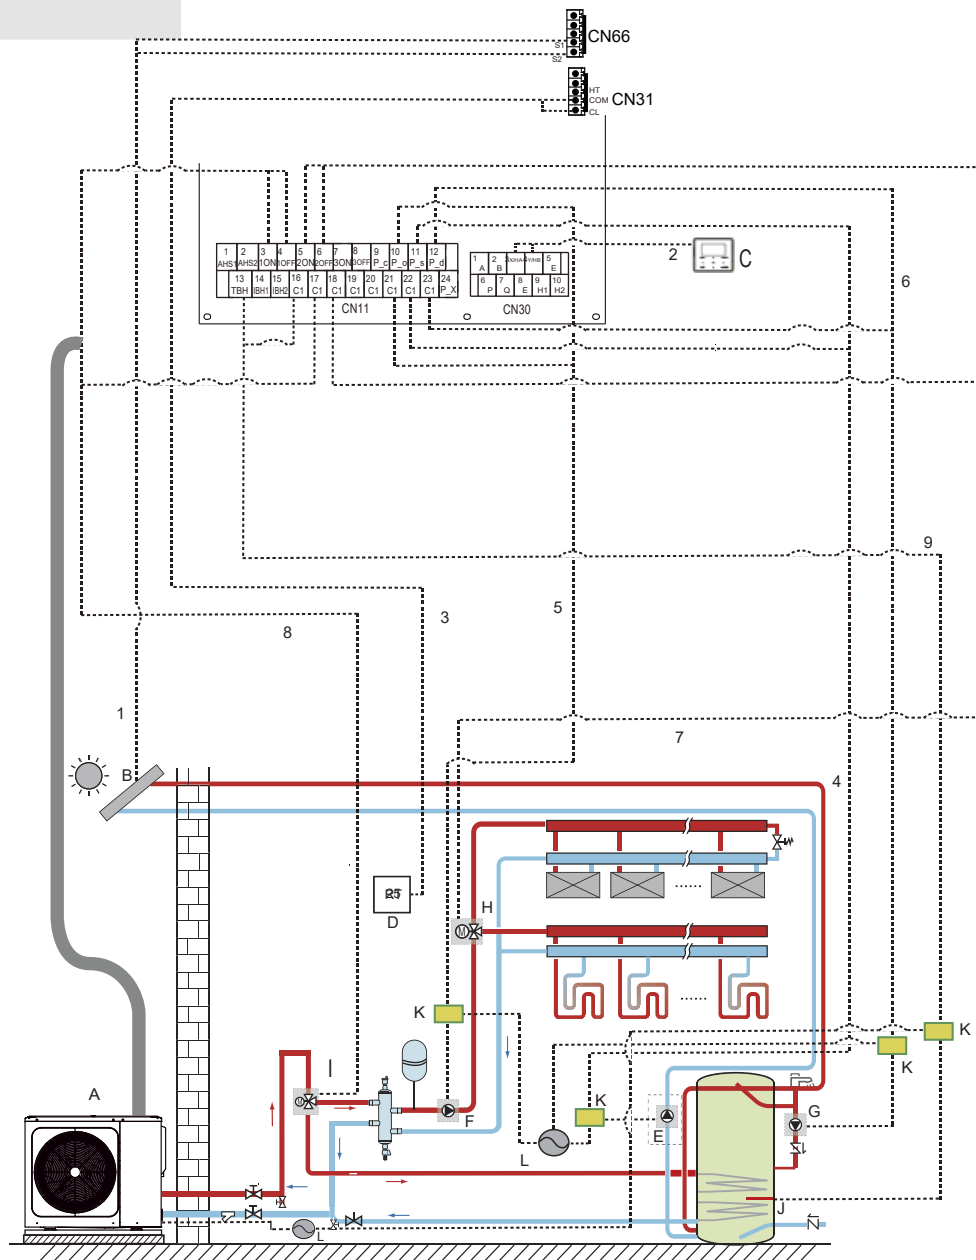 CN66
S1
S2
HT
COM
CN31
CL
1 2 3 4 5 6 7 8 9 10 11 12
AHS1 AHS2 1ON 1OFF 2ON 2OFF 3ON 3OFF P_c P_o P_s P_d
13 14 15 16 17 18 19 20 21 22 23 24
TBH IBH1 IBH2 C1 C1 C1 C1 C1 C1 C1 C1 P_X
CN11
1 2 3X/HA 4Y/HB 5
A B E
6 7 8 9 10
P Q E H1 H2
CN30
2
C
6
9
5
3
8
1
7
B
4
H
D
K
K
K
I
A
K
F
G
E
L
J
L
M
M